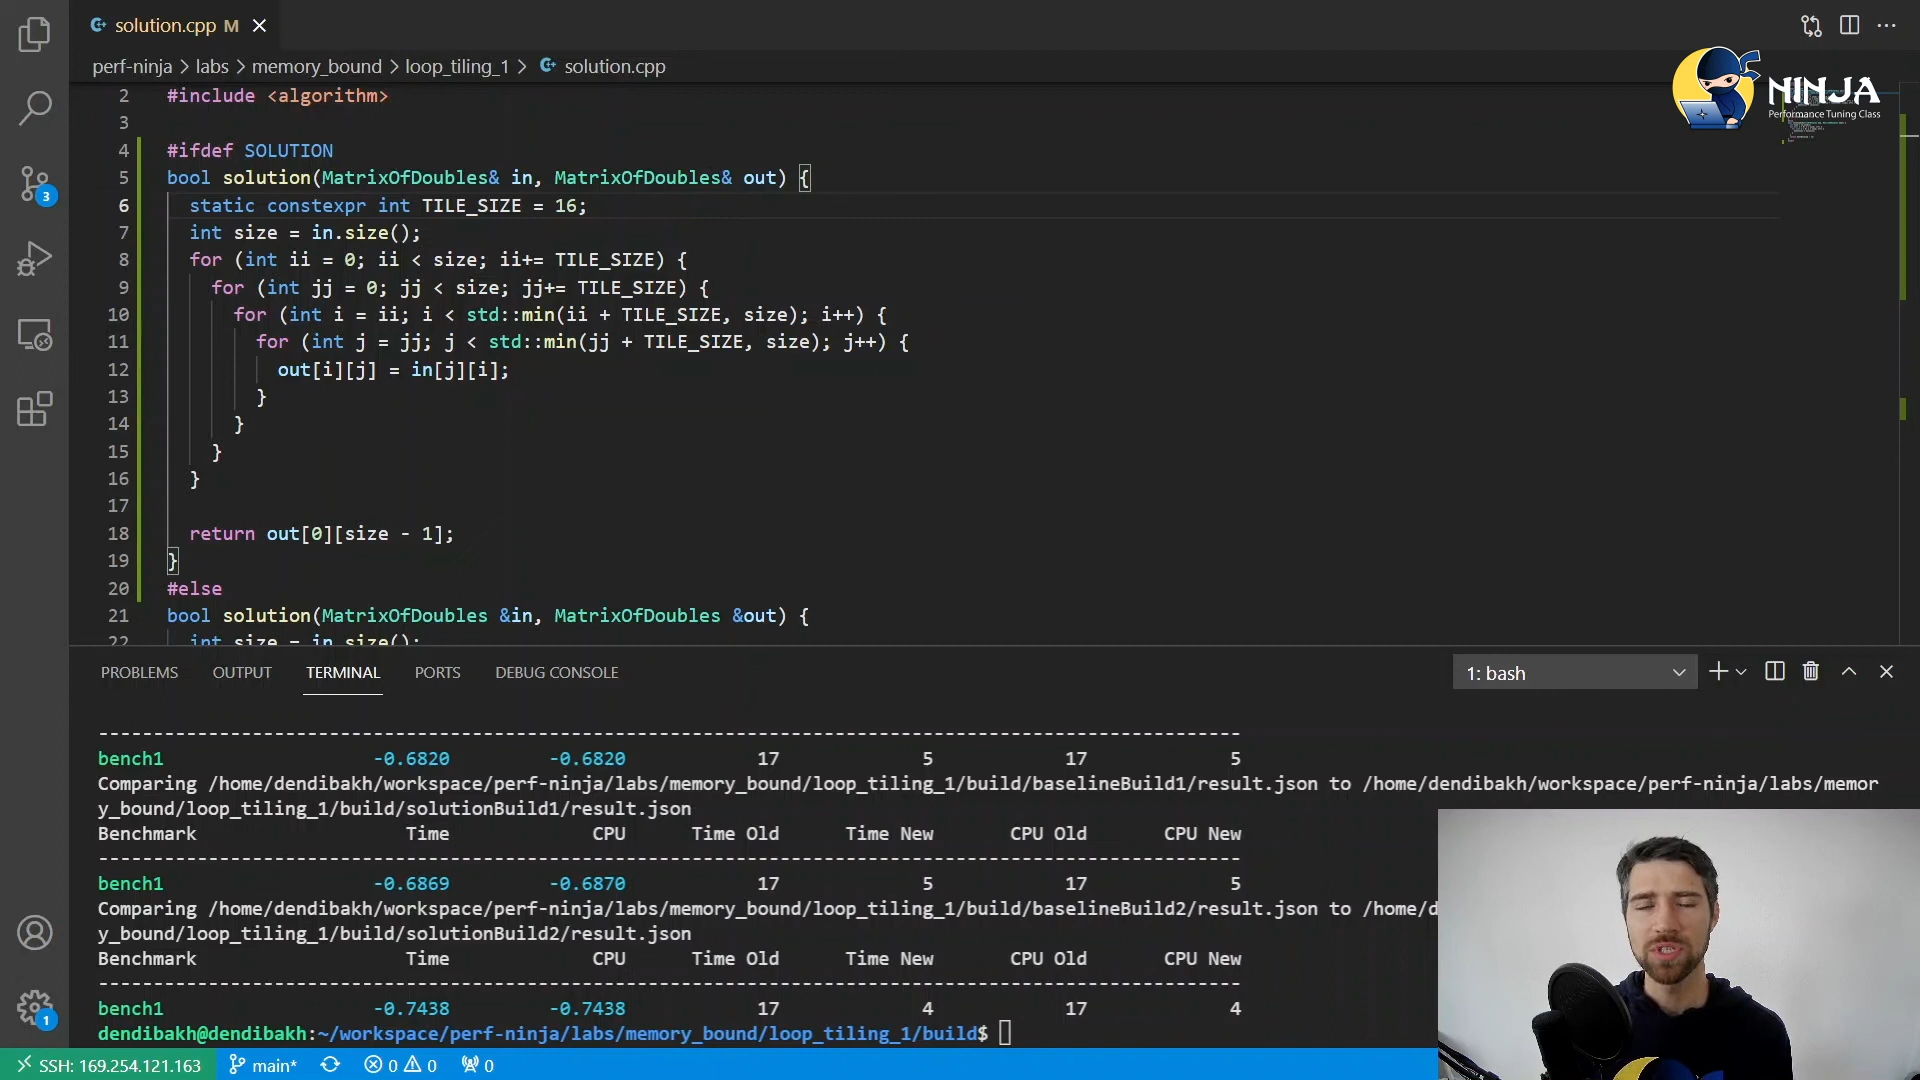 solution.cpp M
perf-ninja > labs > memory_bound > loop_tiling_1 > solution.cpp
NINJA
Performance Tuning Class
2 #include <algorithm>
3
4 #ifdef SOLUTION
5 bool solution(MatrixOfDoubles& in, MatrixOfDoubles& out) {
6 static constexpr int TILE_SIZE = 16;
7 int size = in.size();
8 for (int ii = 0; ii < size; ii+= TILE_SIZE) {
9 for (int jj = 0; jj < size; jj+= TILE_SIZE) {
10 for (int i = ii; i < std::min(ii + TILE_SIZE, size); i++) {
11 for (int j = jj; j < std::min(jj + TILE_SIZE, size); j++) {
12 out[i][j] = in[j][i];
13 }
14 }
15 }
16 }
17
18 return out[0][size - 1];
19 }
20 #else
21 bool solution(MatrixOfDoubles &in, MatrixOfDoubles &out) {
22 int size = in.size();
3
PROBLEMS OUTPUT TERMINAL PORTS DEBUG CONSOLE 1: bash
--------------------------------------------------------------------------------------------------------
bench1 -0.6820 -0.6820 17 5 17 5
Comparing /home/dendibakh/workspace/perf-ninja/labs/memory_bound/loop_tiling_1/build/baselineBuild1/result.json to /home/dendibakh/workspace/perf-ninja/labs/memor
y_bound/loop_tiling_1/build/solutionBuild1/result.json
Benchmark Time CPU Time Old Time New CPU Old CPU New
--------------------------------------------------------------------------------------------------------
bench1 -0.6869 -0.6870 17 5 17 5
Comparing /home/dendibakh/workspace/perf-ninja/labs/memory_bound/loop_tiling_1/build/baselineBuild2/result.json to /home/d
y_bound/loop_tiling_1/build/solutionBuild2/result.json
Benchmark Time CPU Time Old Time New CPU Old CPU New
--------------------------------------------------------------------------------------------------------
bench1 -0.7438 -0.7438 17 4 17 4
dendibakh@dendibakh:~/workspace/perf-ninja/labs/memory_bound/loop_tiling_1/build$
1
SSH: 169.254.121.163 main* 0 0 0